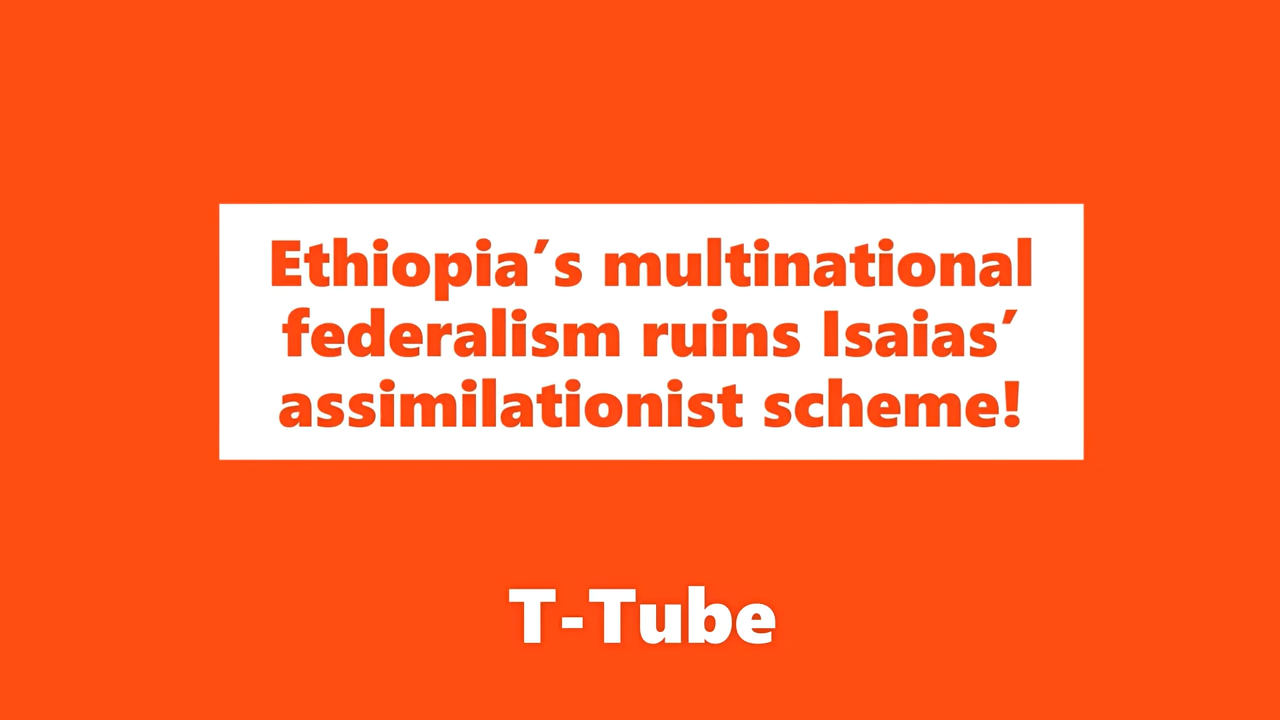 Ethiopia′s multinational
federalism ruins Isaias′
assimilationist scheme!
T-Tube